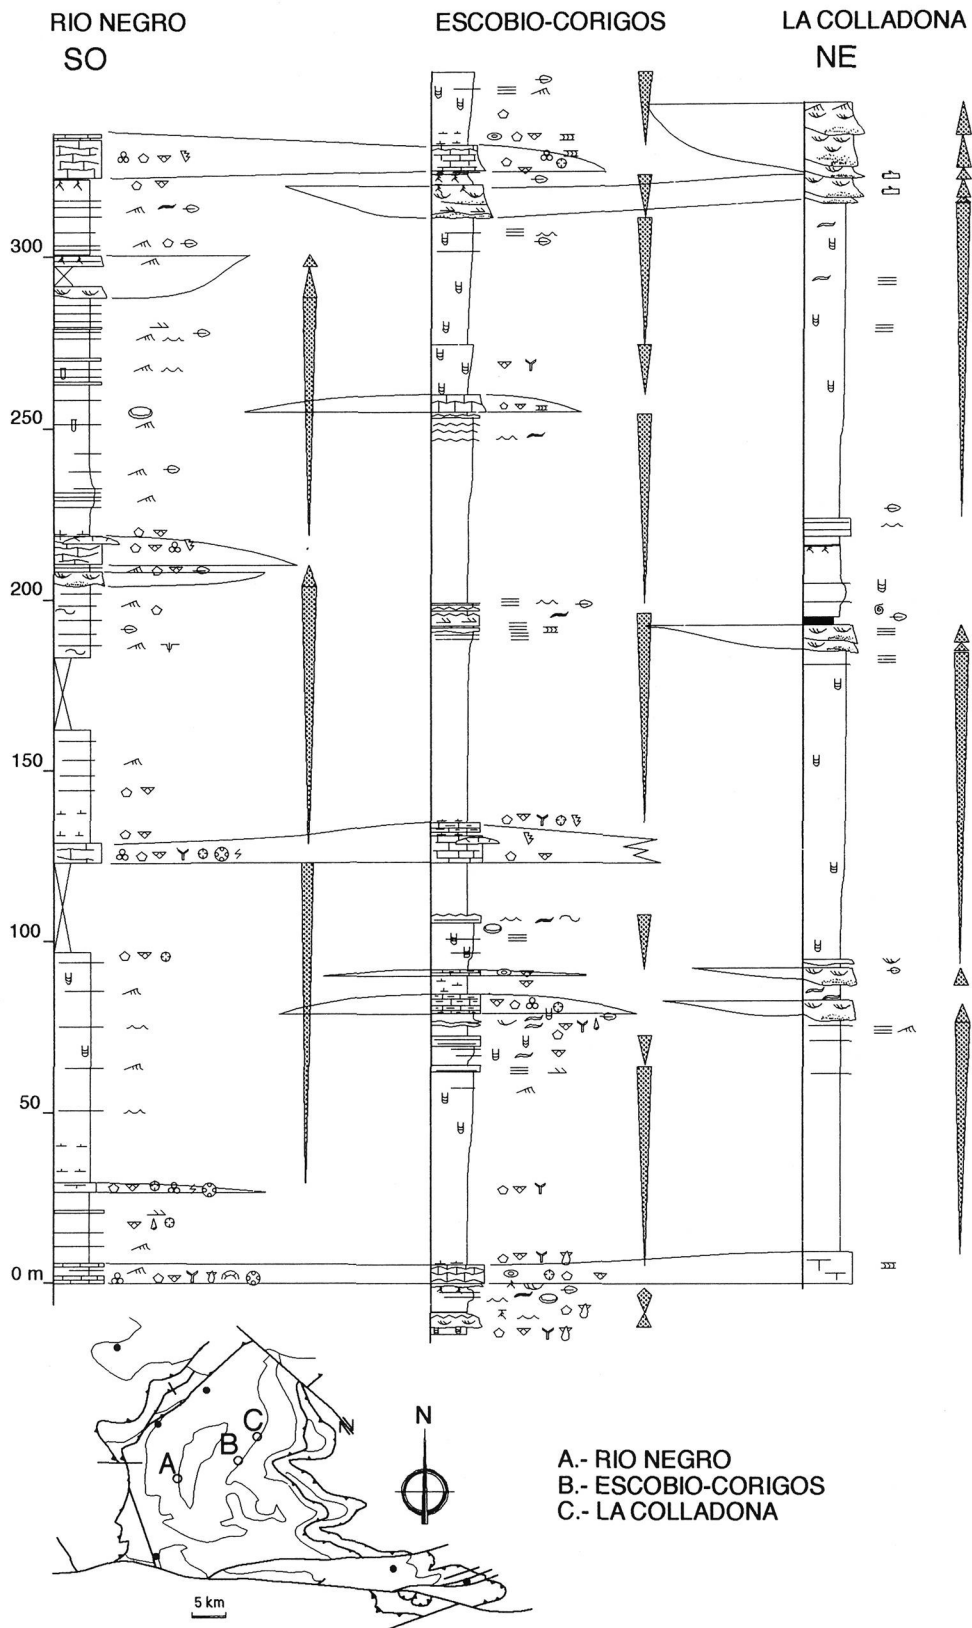 RIO NEGRO
SO
ESCOBIO-CORIGOS
LA COLLADONA
NE
300
250
200
150
100
50
0 m
A
B
C
N
A.- RIO NEGRO
B.- ESCOBIO-CORIGOS
C.- LA COLLADONA
5 km